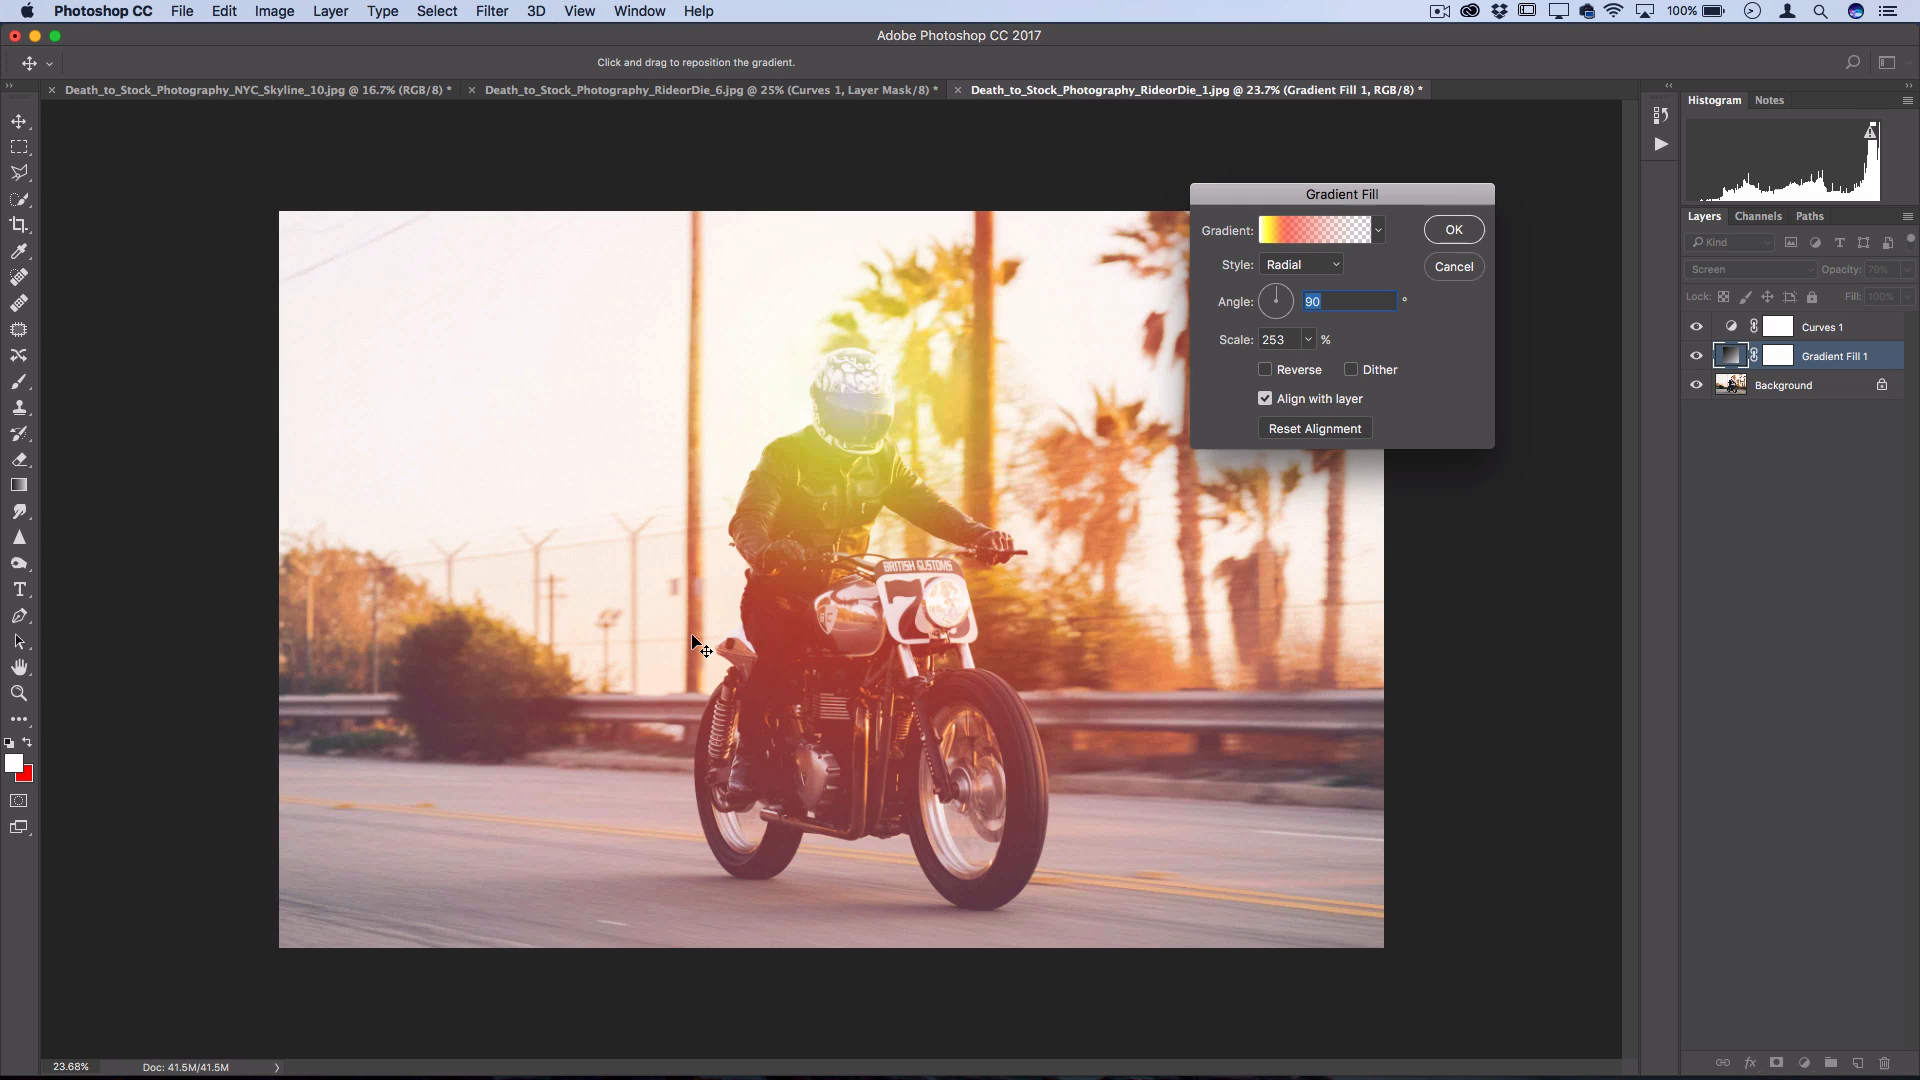 Photoshop CC File Edit Image Layer Type Select Filter 3D View Window Help 100%
Adobe Photoshop CC 2017
Click and drag to reposition the gradient.
Death_to_Stock_Photography_NYC_Skyline_10.jpg @ 16.7% (RGB/8) *
Death_to_Stock_Photography_RideorDie_6.jpg @ 25% (Curves 1, Layer Mask/8) *
Death_to_Stock_Photography_RideorDie_1.jpg @ 23.7% (Gradient Fill 1, RGB/8) *
Histogram Notes
Gradient Fill
Gradient: OK
Style: Radial Cancel
Angle: 90 °
Scale: 253 %
Reverse Dither
Align with layer
Reset Alignment
Layers Channels Paths
Kind
Screen Opacity: 79%
Lock: Fill: 100%
Curves 1
Gradient Fill 1
Background
BRITISH CUSTOMS
7
23.68% Doc: 41.5M/41.5M